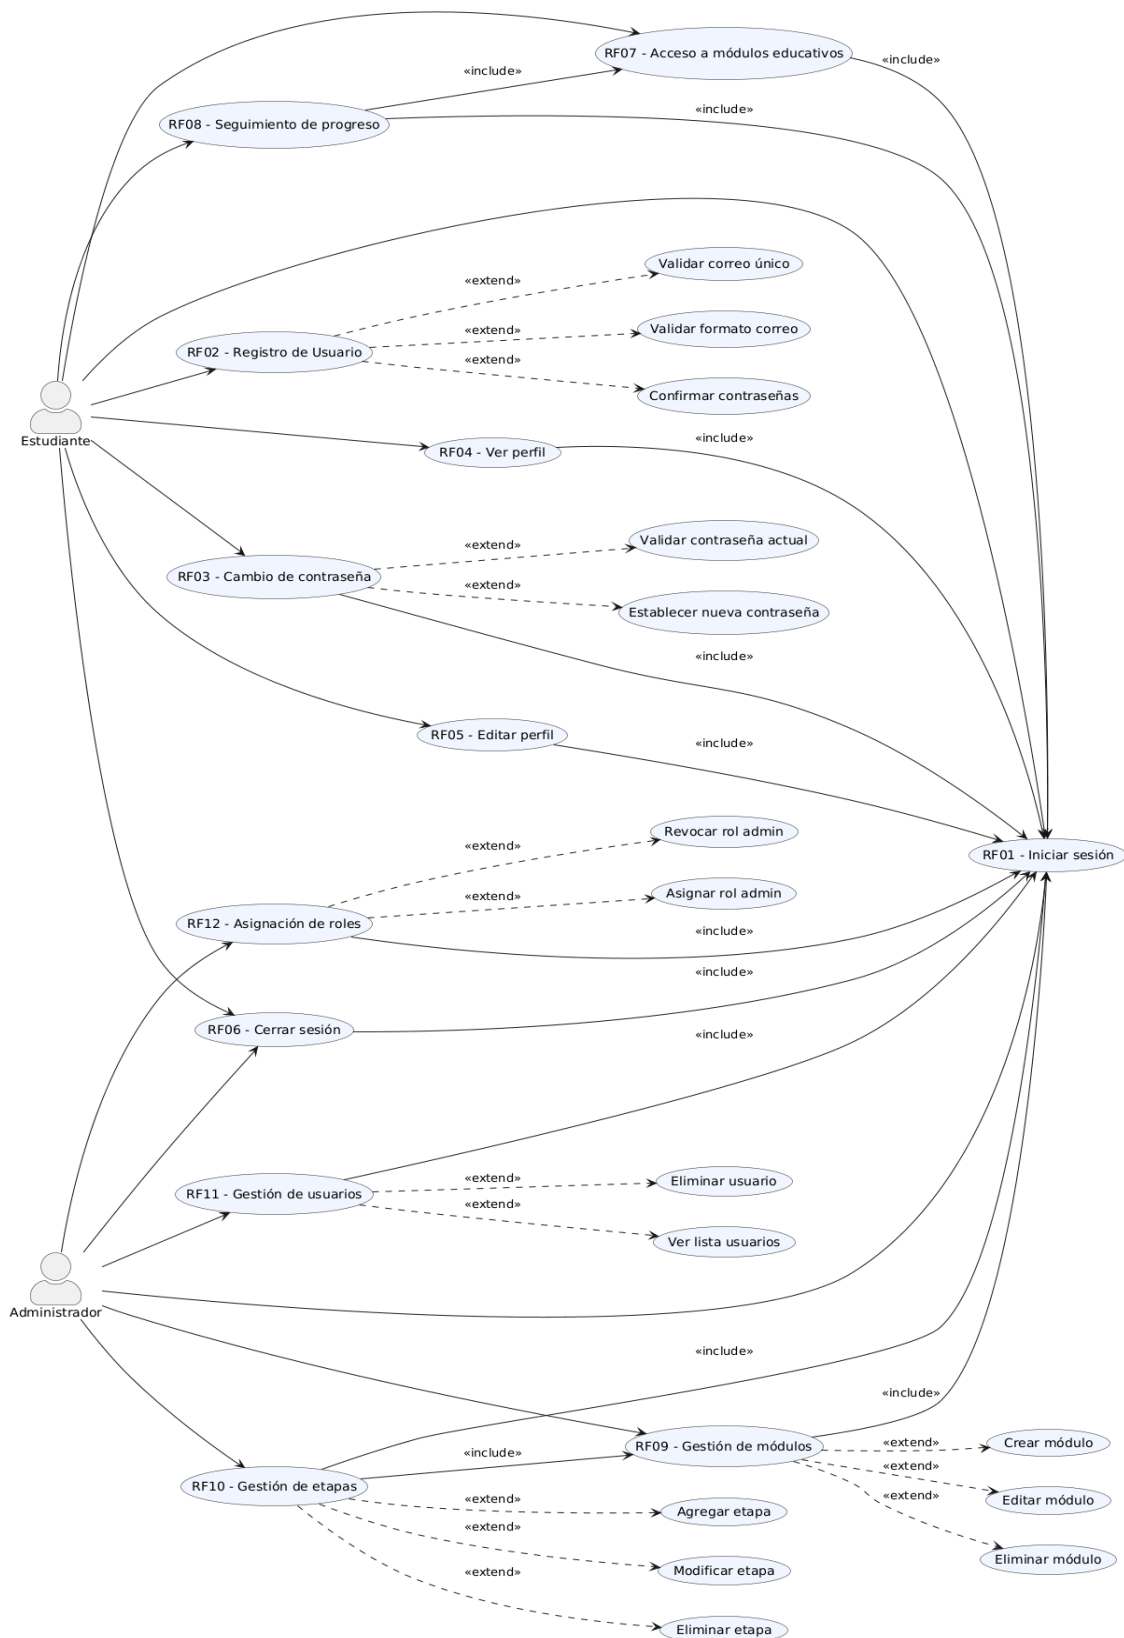 RF07 - Acceso a módulos educativos
«include»
«include»
«include»
RF08 - Seguimiento de progreso
Validar correo único
«extend»
Validar formato correo
«extend»
RF02 - Registro de Usuario
«extend»
Confirmar contraseñas
Estudiante
«include»
RF04 - Ver perfil
Validar contraseña actual
«extend»
RF03 - Cambio de contraseña
«extend»
Establecer nueva contraseña
«include»
RF05 - Editar perfil
«include»
Revocar rol admin
«extend»
RF01 - Iniciar sesión
Asignar rol admin
«extend»
RF12 - Asignación de roles
«include»
«include»
RF06 - Cerrar sesión
«include»
Eliminar usuario
«extend»
RF11 - Gestión de usuarios
«extend»
Ver lista usuarios
Administrador
«include»
«include»
RF09 - Gestión de módulos
«extend»
Crear módulo
«include»
«extend»
RF10 - Gestión de etapas
«extend»
Editar módulo
«extend»
Agregar etapa
«extend»
Eliminar módulo
«extend»
Modificar etapa
Eliminar etapa